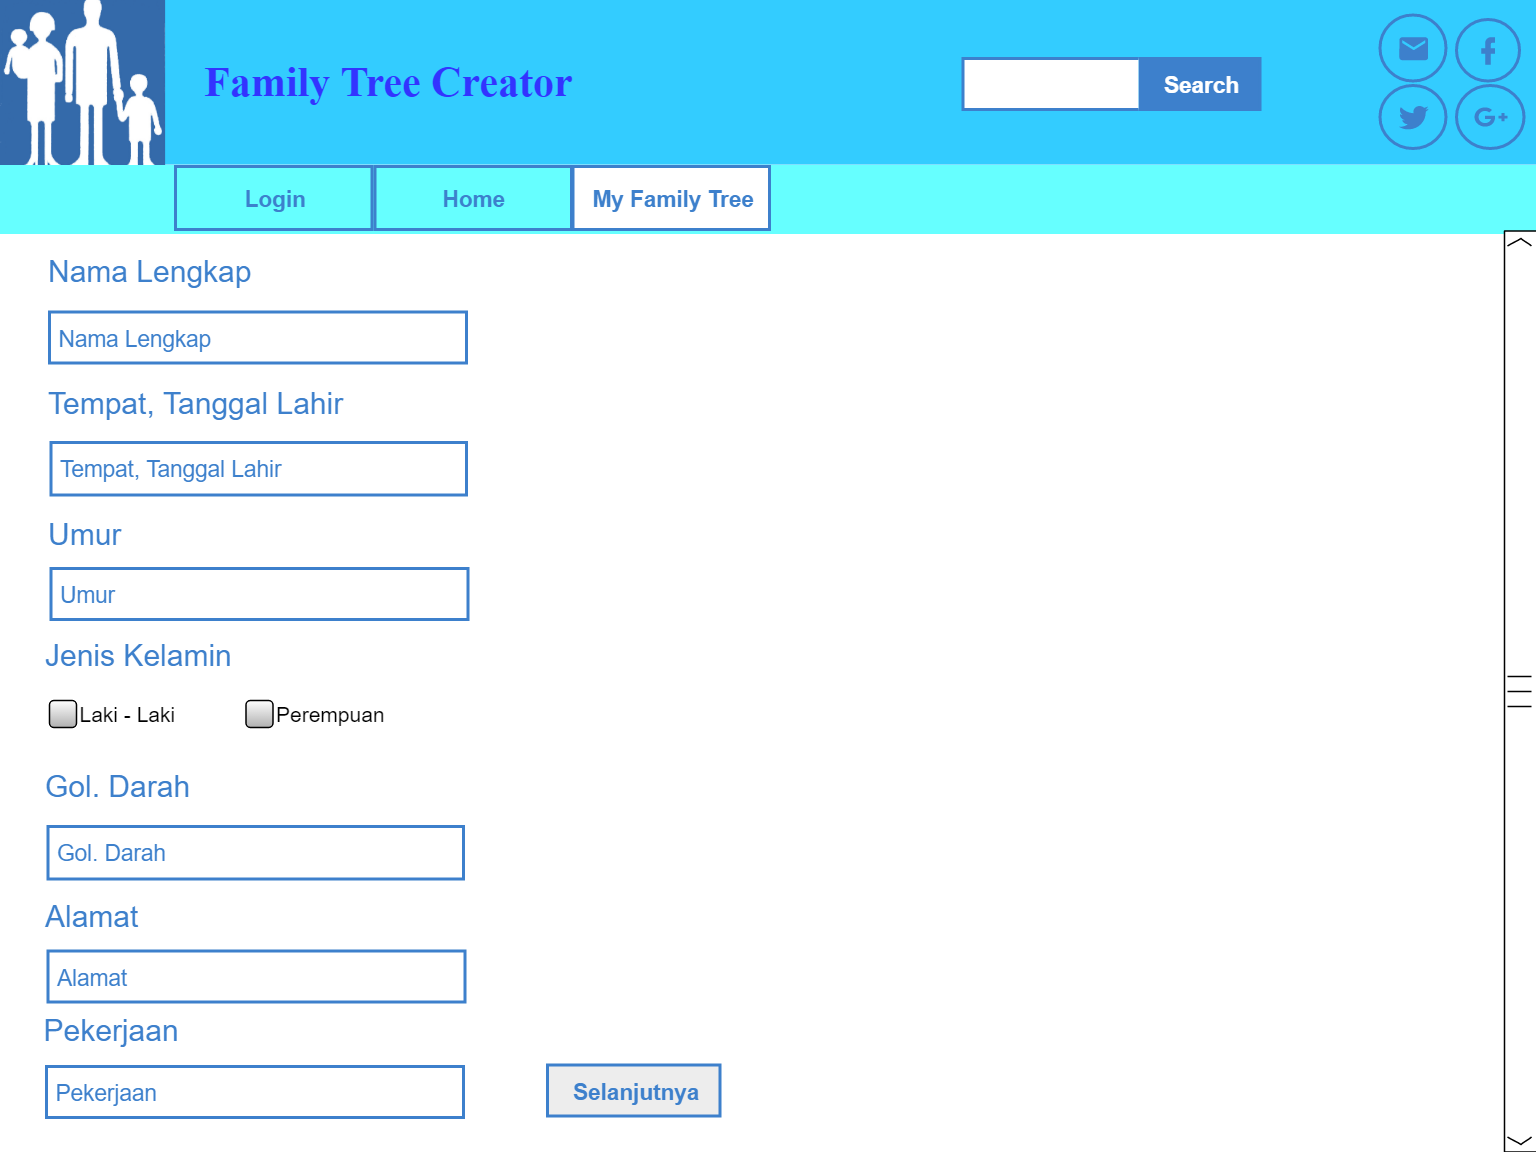 Family Tree Creator
Search
G+
Login
Home
My Family Tree
Nama Lengkap
Nama Lengkap
Tempat, Tanggal Lahir
Tempat, Tanggal Lahir
Umur
Umur
Jenis Kelamin
Laki - Laki
Perempuan
Gol. Darah
Gol. Darah
Alamat
Alamat
Pekerjaan
Pekerjaan
Selanjutnya